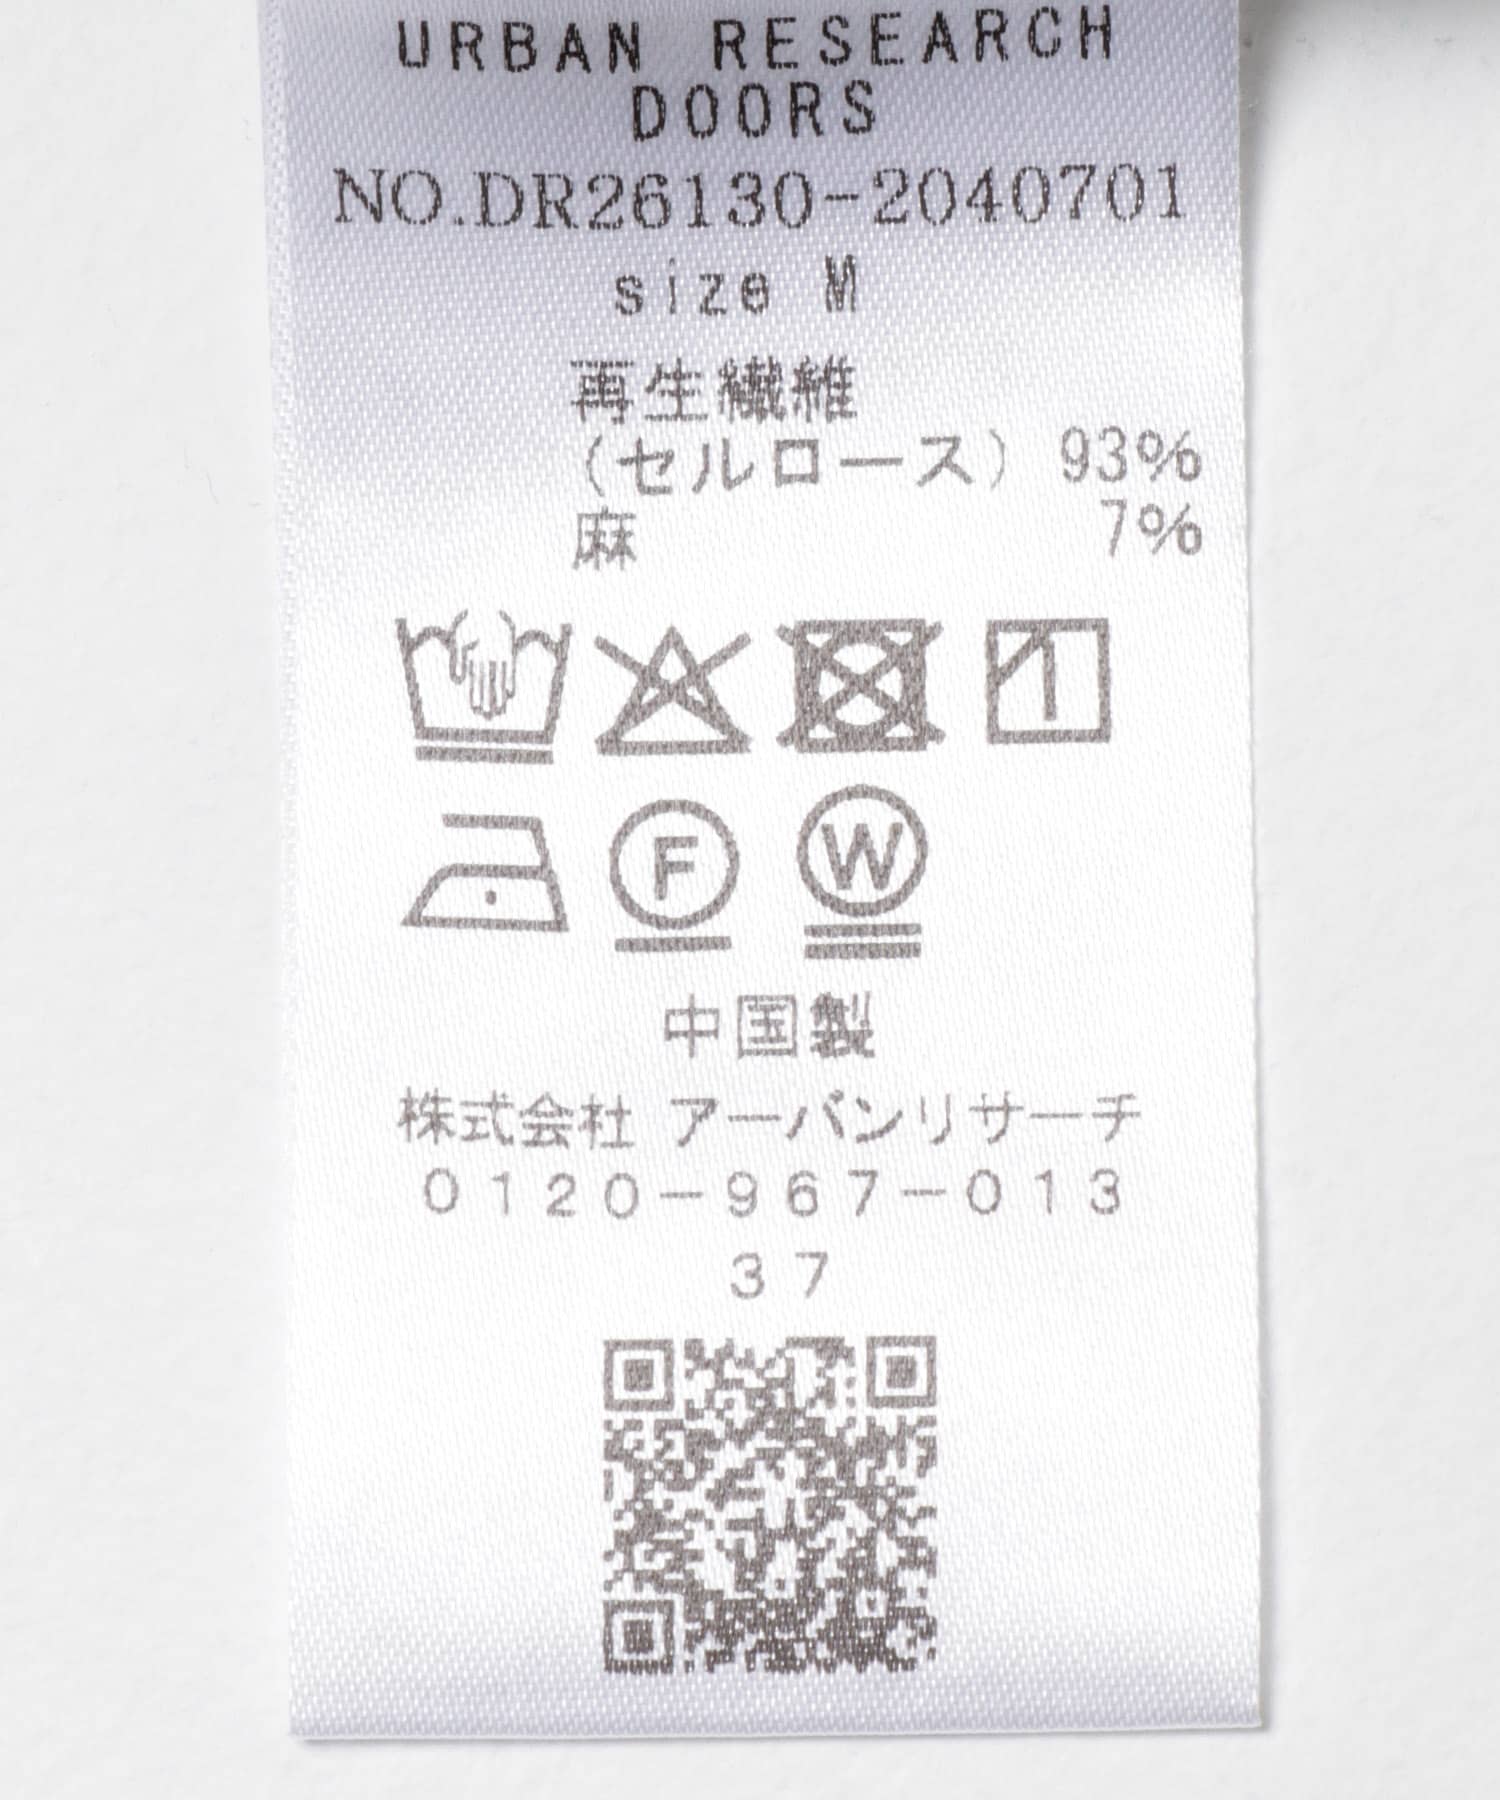 URBAN RESEARCH
DOORS
NO.DR26130-2040701
size M
再生繊維
(セルロース) 93%
麻 7%
F W
中国製
株式会社 アーバンリサーチ
0120-967-013
37